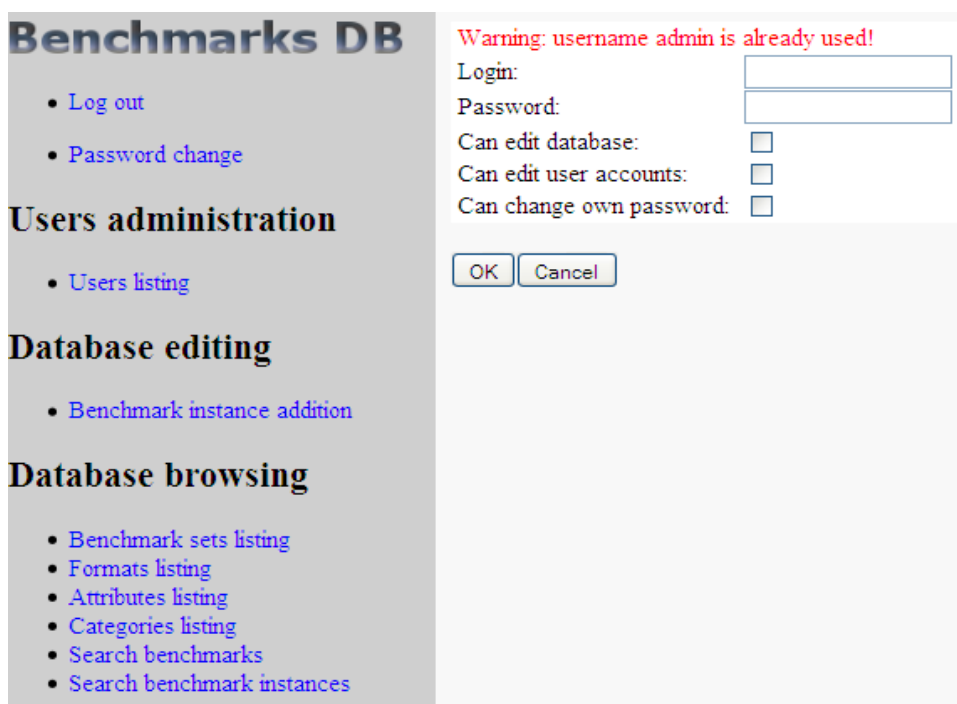 Benchmarks DB
Log out
Password change
Users administration
Users listing
Database editing
Benchmark instance addition
Database browsing
Benchmark sets listing
Formats listing
Attributes listing
Categories listing
Search benchmarks
Search benchmark instances
Warning: username admin is already used!
Login:
Password:
Can edit database:
Can edit user accounts:
Can change own password:
OK Cancel